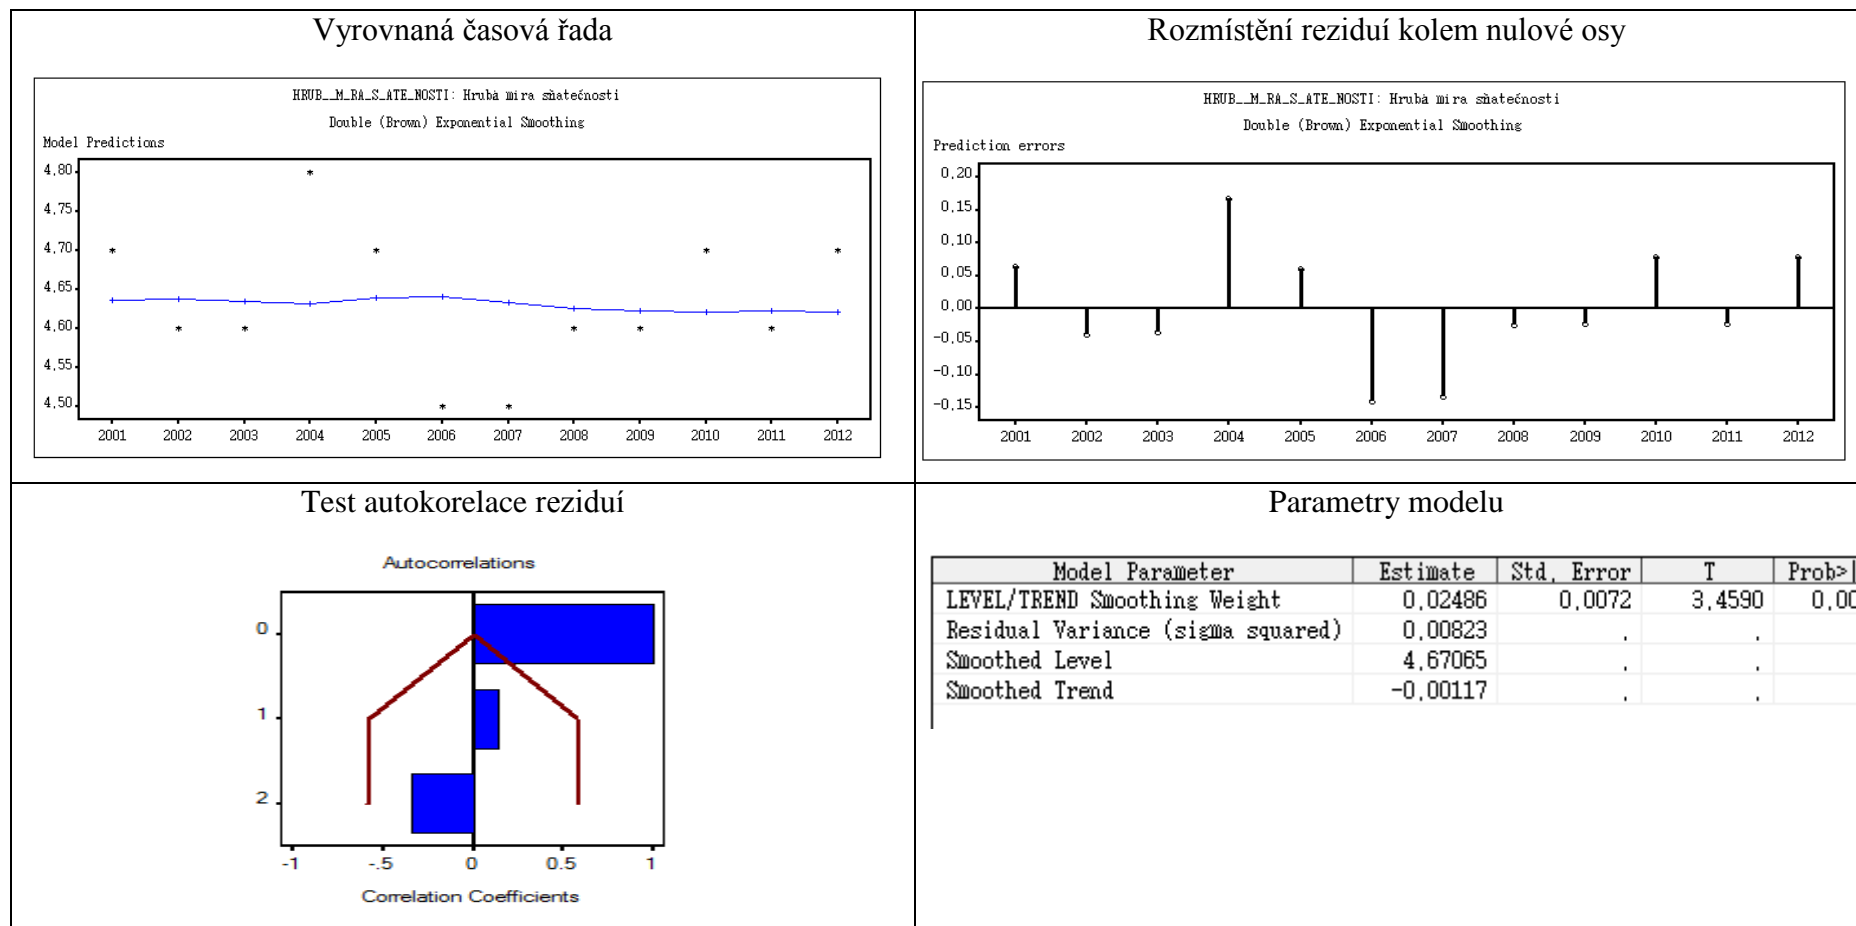 Vyrovnaná časová řada
HRUB__M_RA_S_ATE_NOSTI: Hrubá míra sňatečnosti
Double (Brown) Exponential Smoothing
Model Predictions
4,80
4,75
4,70
4,65
4,60
4,55
4,50
2001 2002 2003 2004 2005 2006 2007 2008 2009 2010 2011 2012
Rozmístění reziduí kolem nulové osy
HRUB__M_RA_S_ATE_NOSTI: Hrubá míra sňatečnosti
Double (Brown) Exponential Smoothing
Prediction errors
0,20
0,15
0,10
0,05
0,00
-0,05
-0,10
-0,15
2001 2002 2003 2004 2005 2006 2007 2008 2009 2010 2011 2012
Test autokorelace reziduí
Autocorrelations
0
1
2
-1 -.5 0 0.5 1
Correlation Coefficients
Parametry modelu
Model Parameter Estimate Std, Error T Prob>|
LEVEL/TREND Smoothing Weight 0,02486 0,0072 3,4590 0,00
Residual Variance (sigma squared) 0,00823 , ,
Smoothed Level 4,67065 , ,
Smoothed Trend -0,00117 , ,